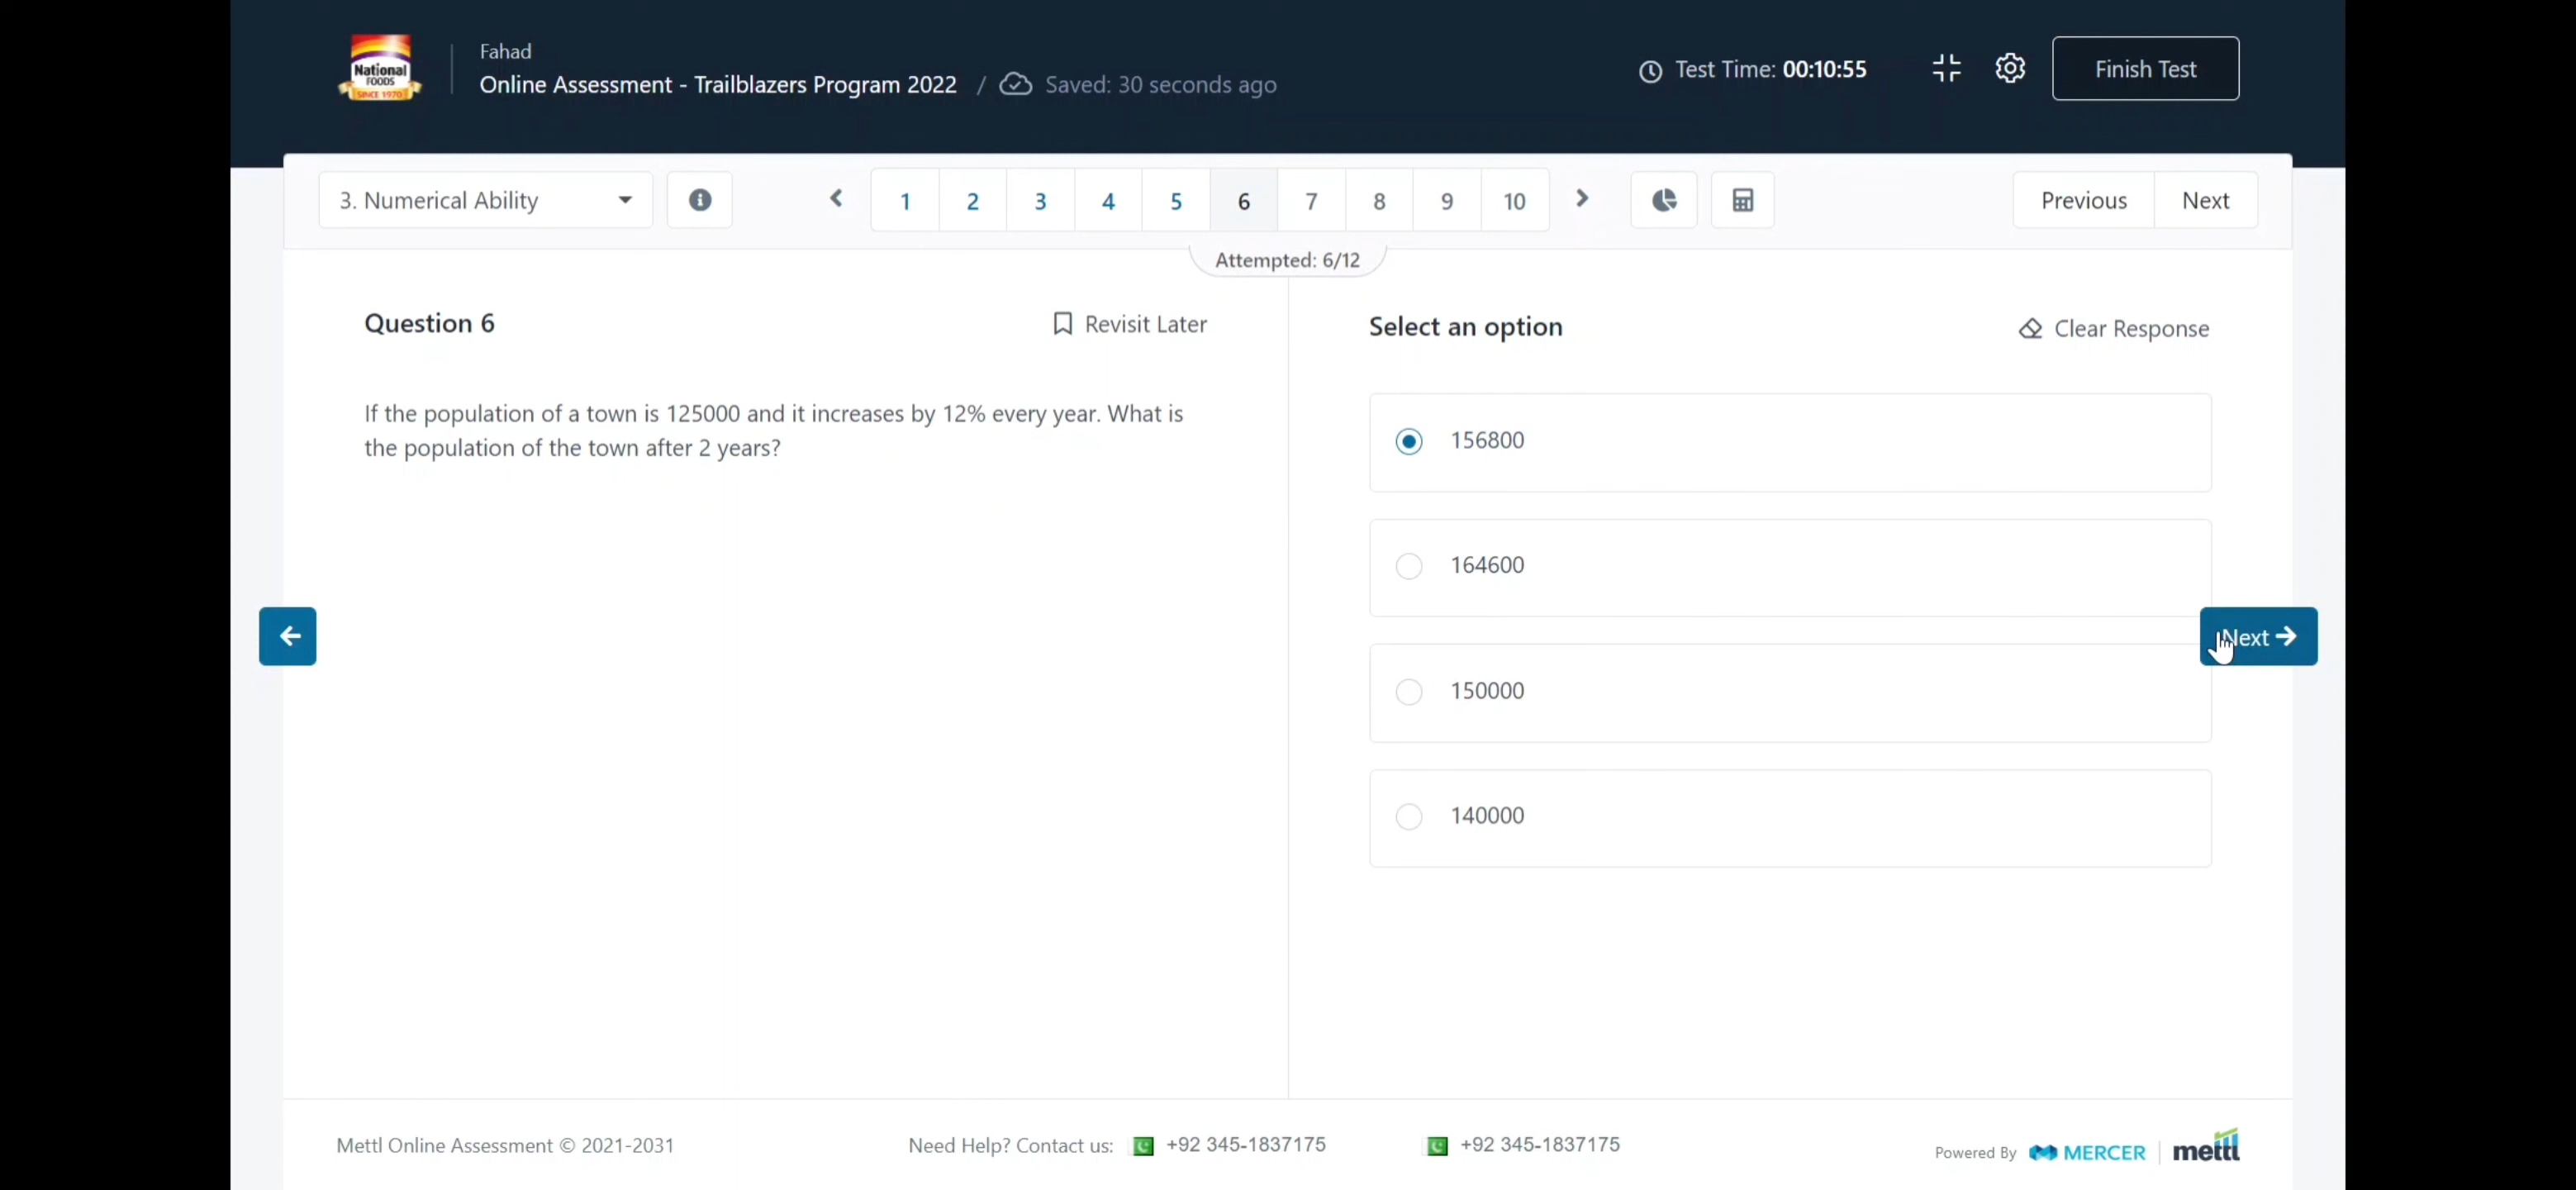 National
FOODS
SINCE 1970
Fahad
Online Assessment - Trailblazers Program 2022 / Saved: 30 seconds ago
Test Time: 00:10:55
Finish Test
3. Numerical Ability
1 2 3 4 5 6 7 8 9 10
Previous Next
Attempted: 6/12
Question 6
Revisit Later
If the population of a town is 125000 and it increases by 12% every year. What is
the population of the town after 2 years?
Select an option
Clear Response
156800
164600
150000
140000
Next
Mettl Online Assessment © 2021-2031
Need Help? Contact us: +92 345-1837175 +92 345-1837175
Powered By MERCER | mettl